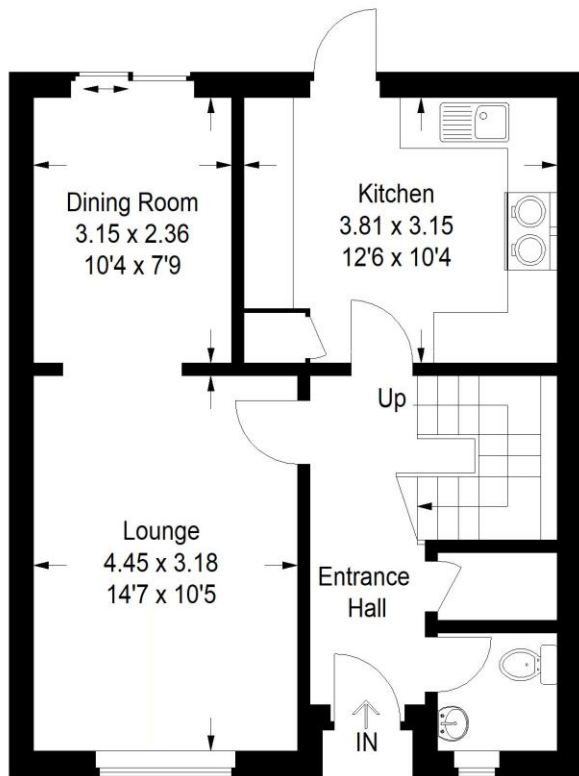 Dining Room
3.15 x 2.36
10'4 x 7'9
Kitchen
3.81 x 3.15
12'6 x 10'4
Up
Lounge
4.45 x 3.18
14'7 x 10'5
Entrance
Hall
IN